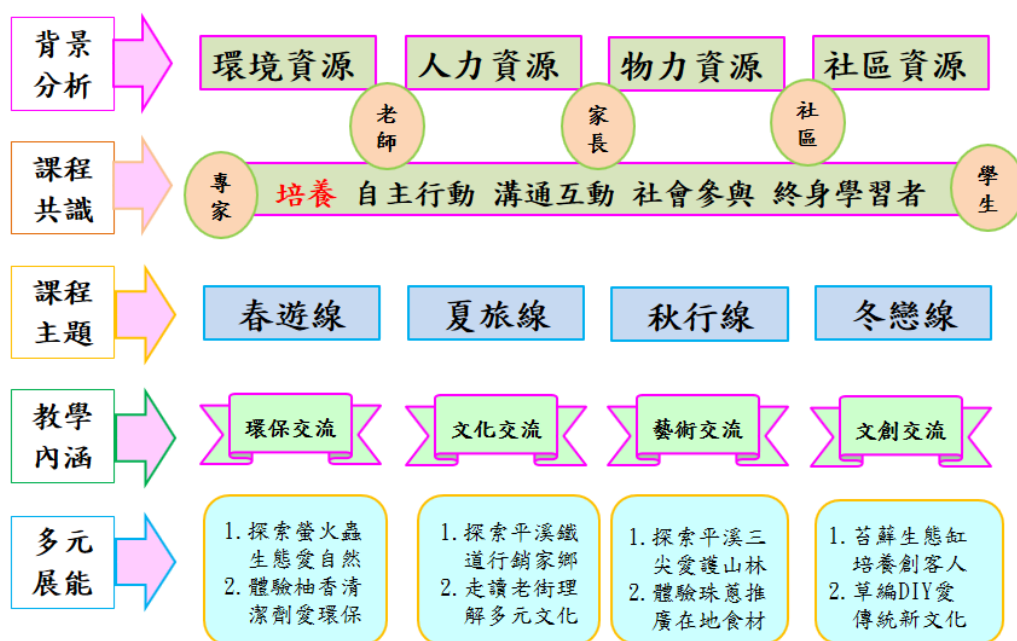 背景
分析
環境資源
人力資源
物力資源
社區資源
老師
家長
社區
課程
共識
專家
培養 自主行動 溝通互動 社會參與 終身學習者
學生
課程
主題
春遊線
夏旅線
秋行線
冬戀線
教學
內涵
環保交流
文化交流
藝術交流
文創交流
多元
展能
1. 探索螢火蟲
生態愛自然
2. 體驗柚香清
潔劑愛環保
1. 探索平溪鐵
道行銷家鄉
2. 走讀老街理
解多元文化
1. 探索平溪三
尖愛護山林
2. 體驗珠蔥推
廣在地食材
1. 苔蘚生態缸
培養創客人
2. 草編DIY愛
傳統新文化